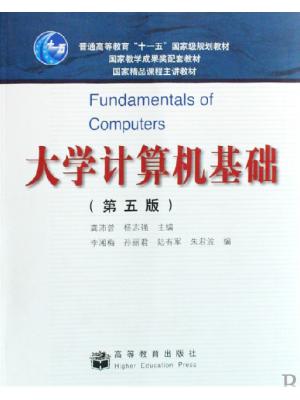 普通高等教育“十一五”国家级规划教材
国家教学成果奖配套教材
国家精品课程主讲教材
Fundamentals of
Computers
大学计算机基础
(第五版)
龚沛曾 杨志强 主编
李湘梅 孙丽君 陆有军 朱君波 编
高等教育出版社
Higher Education Press